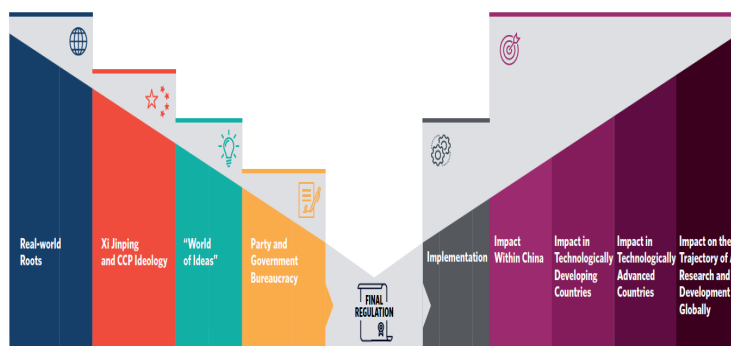 Real-world
Roots
Xi Jinping
and CCP Ideology
“World
of Ideas”
Party and
Government
Bureaucracy
FINAL
REGULATION
Implementation
Impact
Within China
Impact in
Technologically
Developing
Countries
Impact in
Technologically
Advanced
Countries
Impact on the
Trajectory of
Research and
Development
Globally